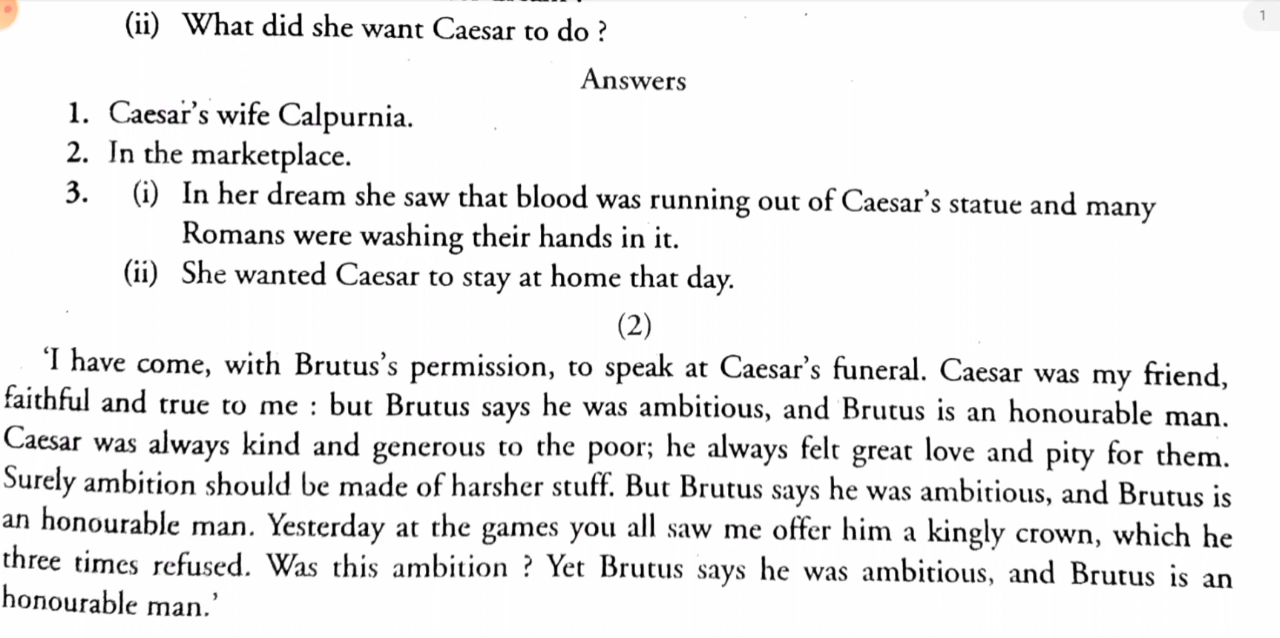 (ii) What did she want Caesar to do ?
1
Answers
1. Caesar's wife Calpurnia.
2. In the marketplace.
3. (i) In her dream she saw that blood was running out of Caesar's statue and many
Romans were washing their hands in it.
(ii) She wanted Caesar to stay at home that day.
(2)
'I have come, with Brutus's permission, to speak at Caesar's funeral. Caesar was my friend,
faithful and true to me : but Brutus says he was ambitious, and Brutus is an honourable man.
Caesar was always kind and generous to the poor; he always felt great love and pity for them.
Surely ambition should be made of harsher stuff. But Brutus says he was ambitious, and Brutus is
an honourable man. Yesterday at the games you all saw me offer him a kingly crown, which he
three times refused. Was this ambition ? Yet Brutus says he was ambitious, and Brutus is an
honourable man.'